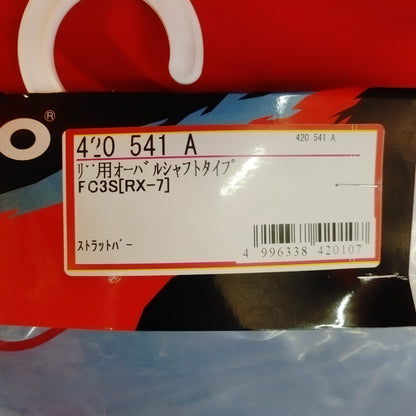 O®
420 541 A
420 541 A
ﾘﾞ用ｵｰﾊﾞﾙｼｬﾌﾄﾀｲﾌﾟ
FC3S[RX-7]
ｽﾄﾗｯﾄﾊﾞｰ
4 996338 420107